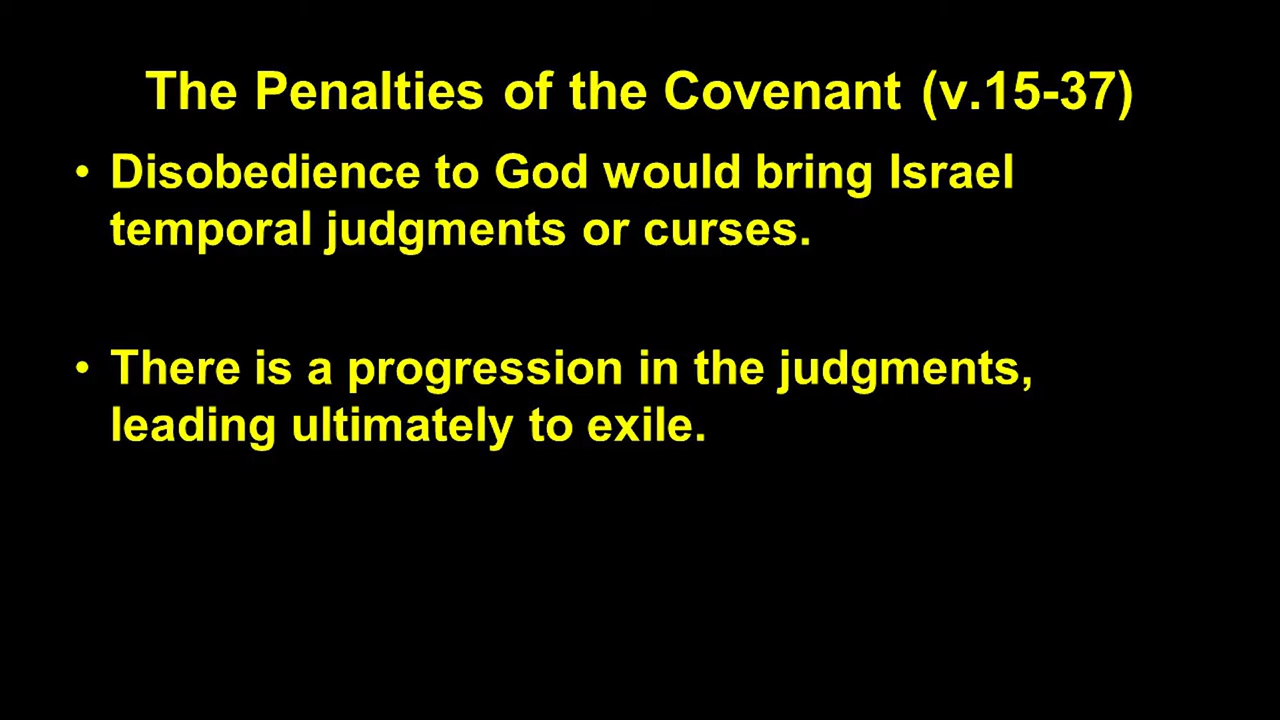 The Penalties of the Covenant (v.15-37)
• Disobedience to God would bring Israel
temporal judgments or curses.
• There is a progression in the judgments,
leading ultimately to exile.